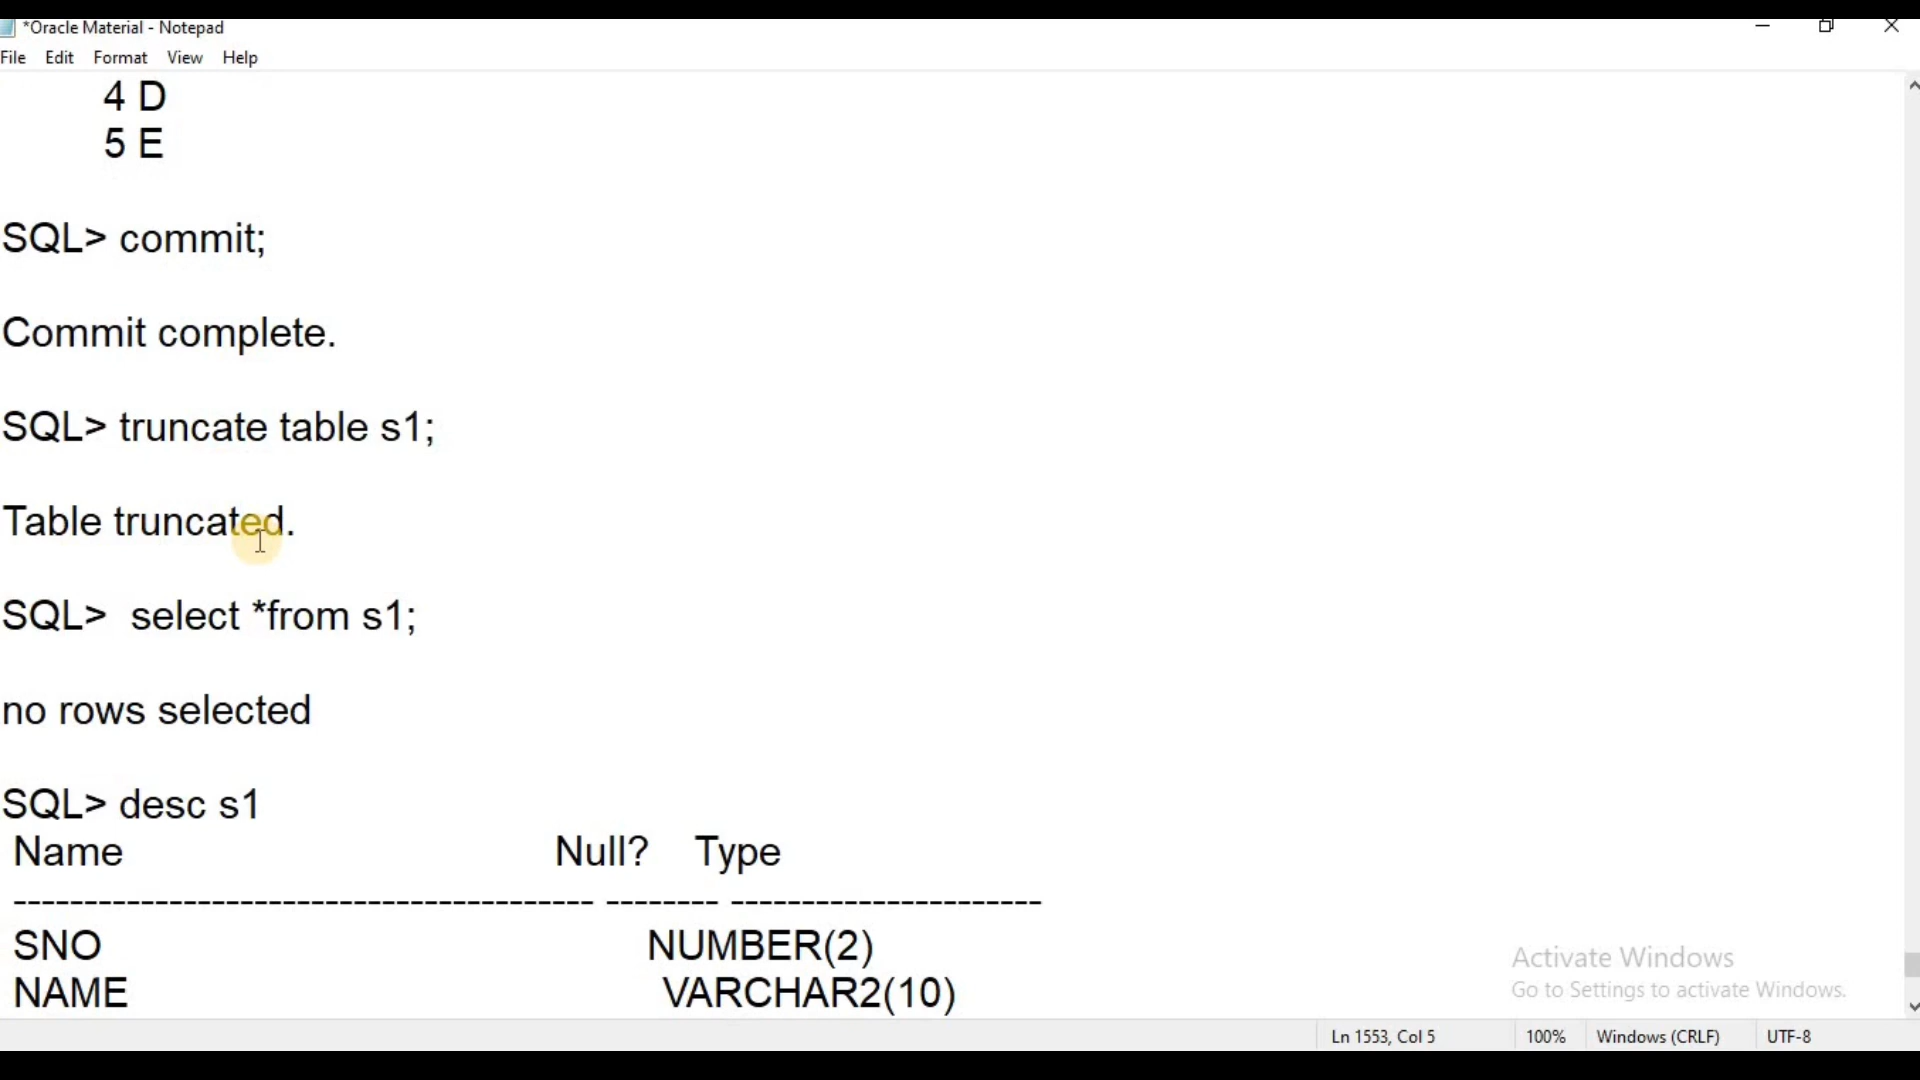 *Oracle Material - Notepad
File Edit Format View Help
4 D
5 E
SQL> commit;
Commit complete.
SQL> truncate table s1;
Table truncated.
SQL>  select *from s1;
no rows selected
SQL> desc s1
Name Null? Type
----------------------------------------- -------- ----------------------
SNO NUMBER(2)
NAME VARCHAR2(10)
Activate Windows
Go to Settings to activate Windows.
Ln 1553, Col 5 100% Windows (CRLF) UTF-8